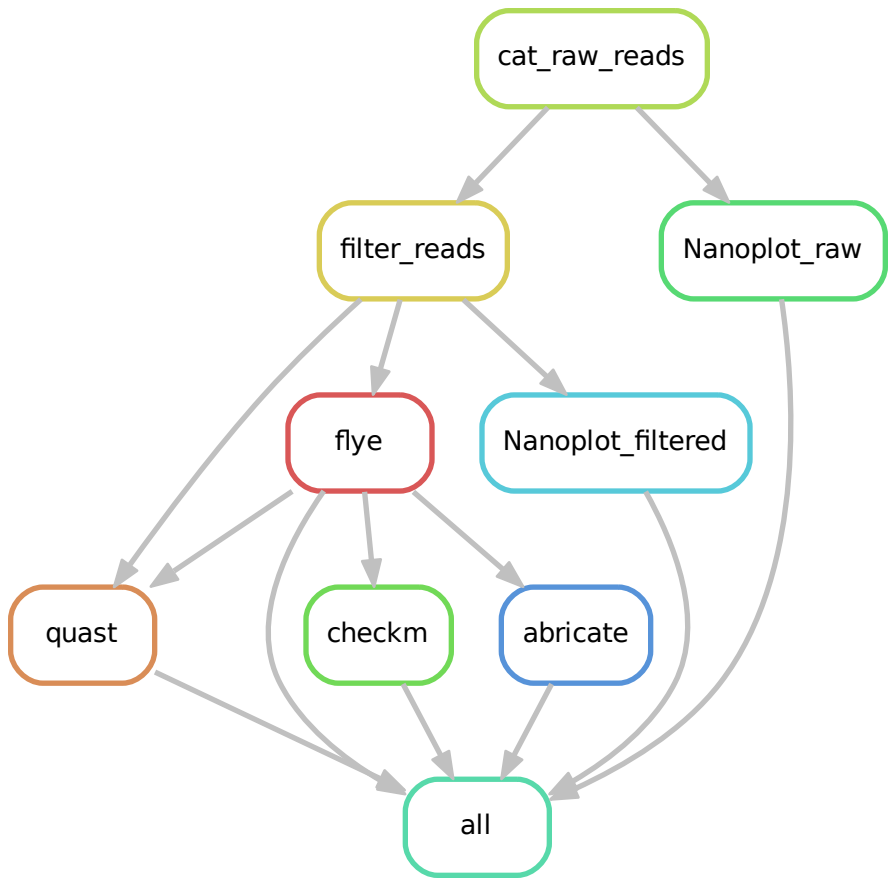 cat_raw_reads
filter_reads
Nanoplot_raw
flye
Nanoplot_filtered
quast
checkm
abricate
all